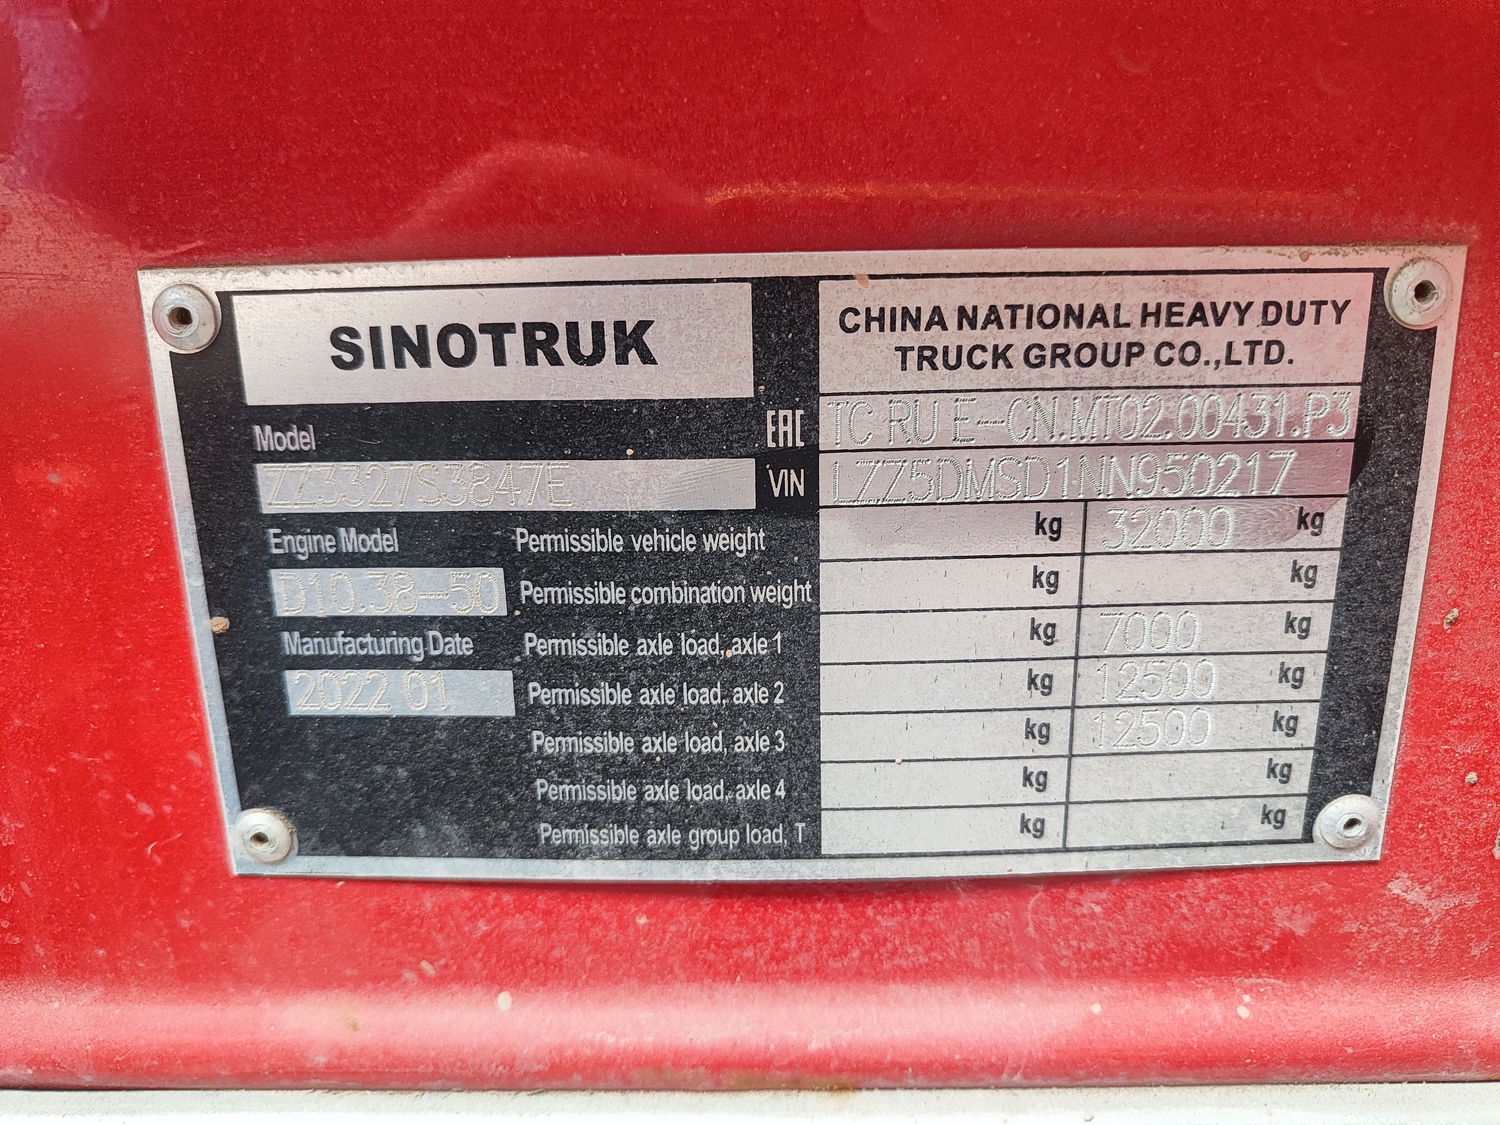 SINOTRUK
CHINA NATIONAL HEAVY DUTY
TRUCK GROUP CO.,LTD.
Model
EAC TC RU E-CN.MT02.00431.P3
ZZ3327S3847E
VIN LZZ5DMSD1NN950217
Engine Model
Permissible vehicle weight kg 32000 kg
D10.38-50
Permissible combination weight kg kg
Manufacturing Date
Permissible axle load, axle 1 kg 7000 kg
2022 01
Permissible axle load, axle 2 kg 12500 kg
Permissible axle load, axle 3 kg 12500 kg
Permissible axle load, axle 4 kg kg
Permissible axle group load, T kg kg